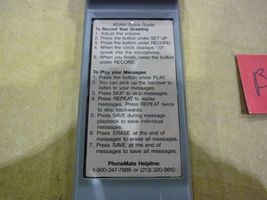 ADAM Quick Guide
To Record Your Greeting
1. Adjust the volume.
2. Press the button under SET UP
3. Press the button under RECORD.
4. When the clock displays "0!"
speak into the microphone.
5. When you finish, press the button
under RECORD.
To Play your Messages
1. Press the button under PLAY.
2. You can pick up the handset to
listen to your messages.
3. Press SKIP to skip messages.
4. Press REPEAT to replay
messages. Press REPEAT twice
to skip backwards.
5. Press SAVE during message
playback to save individual
messages.
6. Press ERASE at the end of
messages to erase all messages.
7. Press SAVE at the end of
messages to save all messages.
PhoneMate Helpline:
1-800-247-7889 or (213) 320-9810